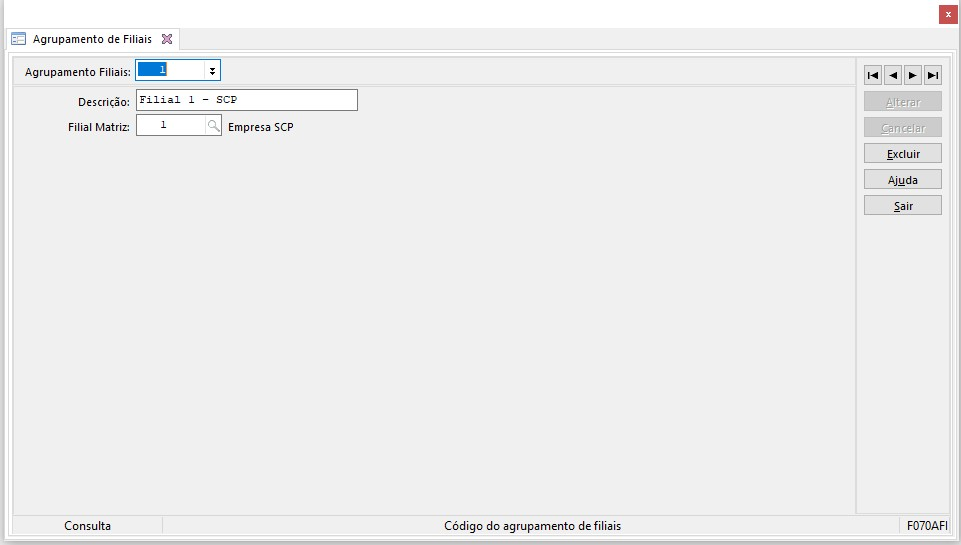 Agrupamento de Filiais
Agrupamento Filiais: 1
Descrição: Filial 1 - SCP
Filial Matriz: 1 Empresa SCP
Alterar
Cancelar
Excluir
Ajuda
Sair
Consulta Código do agrupamento de filiais F070AFI